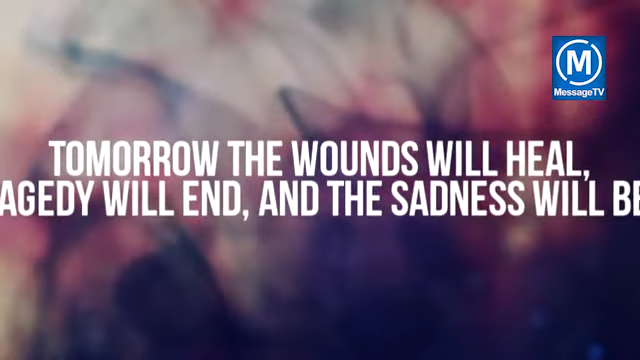 M
MessageTV
TOMORROW THE WOUNDS WILL HEAL,
AGEDY WILL END, AND THE SADNESS WILL BE